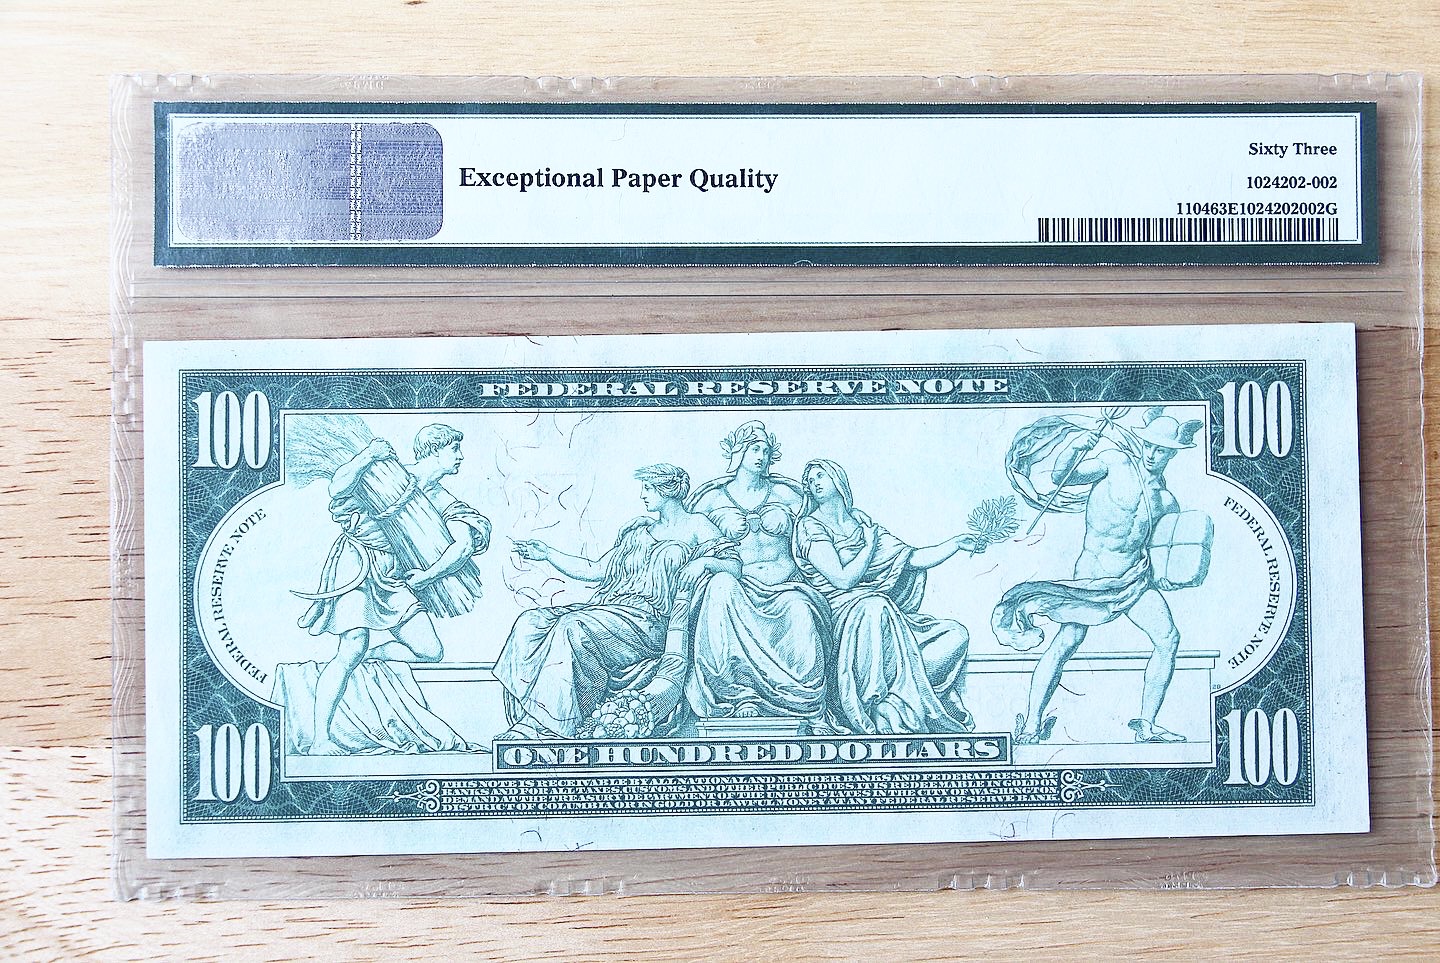 Exceptional Paper Quality
Sixty Three
1024202-002
110463E1024202002G
FEDERAL RESERVE NOTE
100
100
FEDERAL RESERVE NOTE
FEDERAL RESERVE NOTE
100
100
ONE HUNDRED DOLLARS
THIS NOTE IS RECEIVABLE BY ALL NATIONAL AND MEMBER BANKS AND FEDERAL RESERVE
BANKS AND FOR ALL TAXES, CUSTOMS AND OTHER PUBLIC DUES. IT IS REDEEMABLE IN GOLD ON
DEMAND AT THE TREASURY DEPARTMENT OF THE UNITED STATES IN THE CITY OF WASHINGTON
DISTRICT OF COLUMBIA OR IN GOLD OR LAWFUL MONEY AT ANY FEDERAL RESERVE BANK.